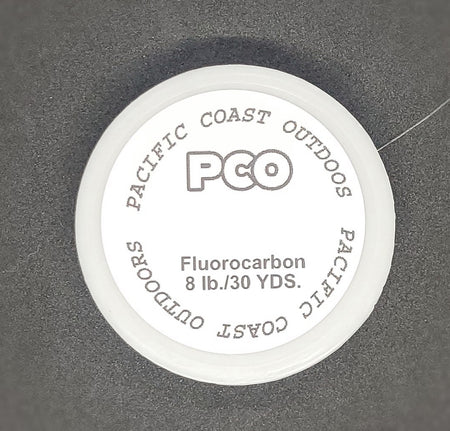 PACIFIC COAST OUTDOOS
PCO
Fluorocarbon
8 lb./30 YDS.
PACIFIC COAST OUTDOORS